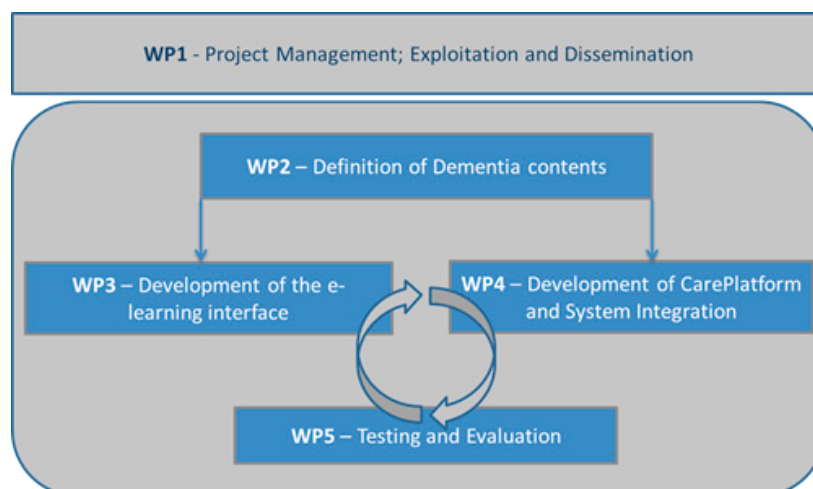 WP1 - Project Management; Exploitation and Dissemination
WP2 – Definition of Dementia contents
WP3 – Development of the e-
learning interface
WP4 – Development of CarePlatform
and System Integration
WP5 – Testing and Evaluation